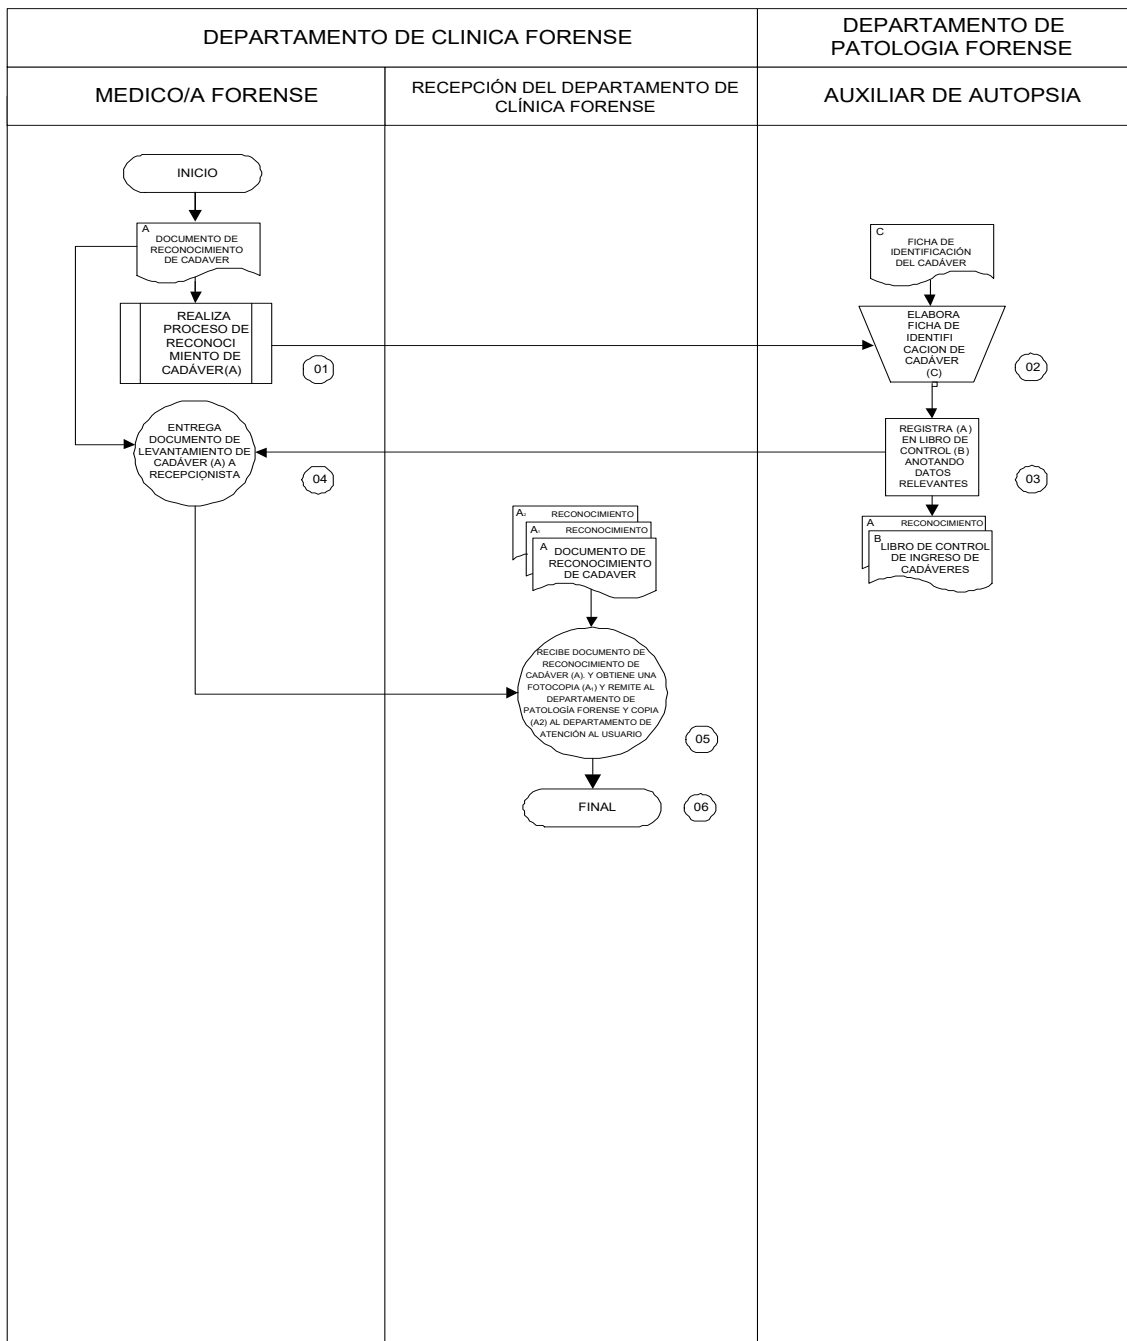 DEPARTAMENTO DE CLINICA FORENSE
DEPARTAMENTO DE
PATOLOGIA FORENSE
MEDICO/A FORENSE
RECEPCIÓN DEL DEPARTAMENTO DE
CLÍNICA FORENSE
AUXILIAR DE AUTOPSIA
INICIO
A
DOCUMENTO DE
RECONOCIMIENTO
DE CADAVER
REALIZA
PROCESO DE
RECONOCI
MIENTO DE
CADÁVER(A)
01
C
FICHA DE
IDENTIFICACIÓN
DEL CADÁVER
ELABORA
FICHA DE
IDENTIFI
CACION DE
CADÁVER
(C)
02
REGISTRA (A)
EN LIBRO DE
CONTROL (B)
ANOTANDO
DATOS
RELEVANTES
03
A RECONOCIMIENTO
B
LIBRO DE CONTROL
DE INGRESO DE
CADÁVERES
ENTREGA
DOCUMENTO DE
LEVANTAMIENTO DE
CADÁVER (A) A
RECEPCIONISTA
04
A₂ RECONOCIMIENTO
A₁ RECONOCIMIENTO
A DOCUMENTO DE
RECONOCIMIENTO
DE CADAVER
RECIBE DOCUMENTO DE
RECONOCIMIENTO DE
CADÁVER (A). Y OBTIENE UNA
FOTOCOPIA (A₁) Y REMITE AL
DEPARTAMENTO DE
PATOLOGÍA FORENSE Y COPIA
(A2) AL DEPARTAMENTO DE
ATENCIÓN AL USUARIO
05
FINAL
06